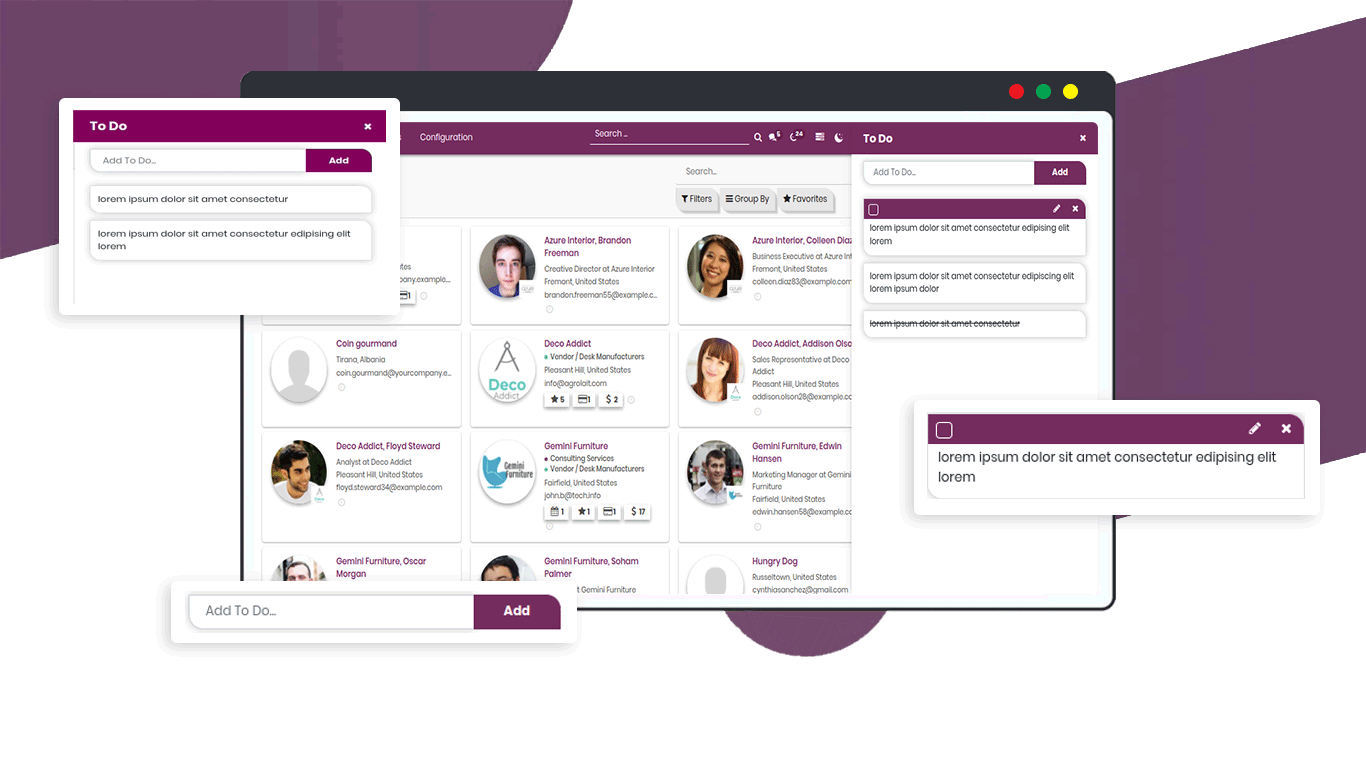 To Do
Add To Do...
Add
lorem ipsum dolor sit amet consectetur
lorem ipsum dolor sit amet consectetur edipising elit
lorem
Configuration
Search ...
5
24
Search...
Filters
Group By
Favorites
pany.example...
1
Azure Interior, Brandon
Freeman
Creative Director at Azure Interior
Fremont, United States
brandon.freeman55@example.c...
azure
Azure Interior, Colleen Diaz
Business Executive at Azure Int
Fremont, United States
colleen.diaz83@example.com
azure
Coin gourmand
Tirana, Albania
coin.gourmand@yourcompany.e...
Deco
Addict
Deco Addict
Vendor / Desk Manufacturers
Pleasant Hill, United States
info@agrolait.com
5
1
$ 2
Deco Addict, Addison Olso
Sales Representative at Deco
Addict
Pleasant Hill, United States
addison.olson28@example.co
Deco Addict, Floyd Steward
Analyst at Deco Addict
Pleasant Hill, United States
floyd.steward34@example.com
Gemini
Furniture
Gemini Furniture
Consulting Services
Vendor / Desk Manufacturers
Fairfield, United States
john.b@tech.info
1
1
1
$ 17
Gemini Furniture, Edwin
Hansen
Marketing Manager at Gemini
Furniture
Fairfield, United States
edwin.hansen58@example.co
Gemini Furniture, Oscar
Morgan
Gemini Furniture, Soham
Palmer
Gemini Furniture
Hungry Dog
Russeltown, United States
cynthiasanchez@gmail.com
To Do
Add To Do...
Add
lorem ipsum dolor sit amet consectetur edipising elit
lorem
lorem ipsum dolor sit amet consectetur edipiscing elit
lorem ipsum dolor
lorem ipsum dolor sit amet consectetur
lorem ipsum dolor sit amet consectetur edipising elit
lorem
Add To Do...
Add